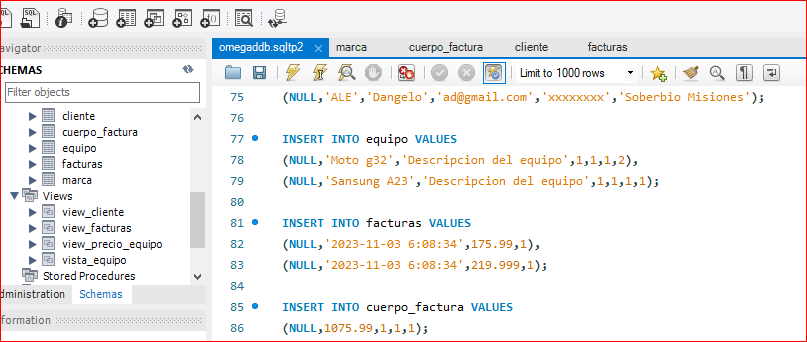 avigator
CHEMAS
Filter objects
cliente
cuerpo_factura
equipo
facturas
marca
Views
view_cliente
view_facturas
view_precio_equipo
vista_equipo
Stored Procedures
dministration Schemas
formation
omegaddb.sqltp2 marca cuerpo_factura cliente facturas
Limit to 1000 rows
75 (NULL,'ALE','Dangelo','ad@gmail.com','xxxxxxxx','Soberbio Misiones');
76
77 INSERT INTO equipo VALUES
78 (NULL,'Moto g32','Descripcion del equipo',1,1,1,2),
79 (NULL,'Sansung A23','Descripcion del equipo',1,1,1,1);
80
81 INSERT INTO facturas VALUES
82 (NULL,'2023-11-03 6:08:34',175.99,1),
83 (NULL,'2023-11-03 6:08:34',219.999,1);
84
85 INSERT INTO cuerpo_factura VALUES
86 (NULL,1075.99,1,1,1);